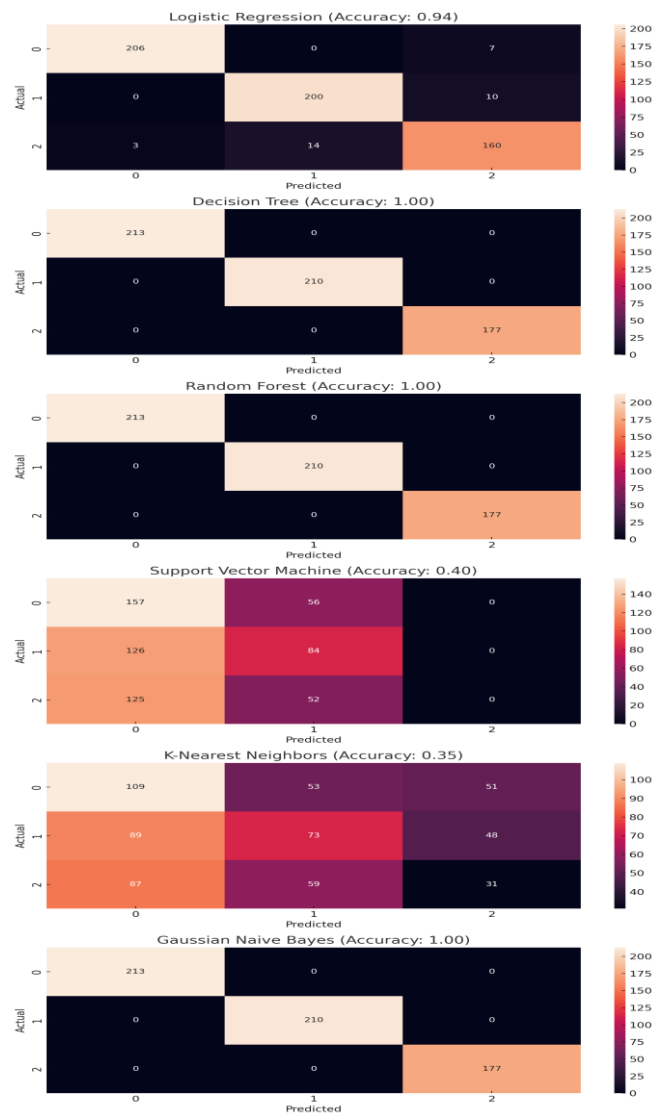 Logistic Regression (Accuracy: 0.94)
0 206 0 7 200
175
150
Actual 1 0 200 10 125
100
75
50
2 3 14 160 25
0
0 1 2
Predicted
Decision Tree (Accuracy: 1.00)
0 213 0 0 200
175
150
Actual 1 0 210 0 125
100
75
50
2 0 0 177 25
0
0 1 2
Predicted
Random Forest (Accuracy: 1.00)
0 213 0 0 200
175
150
Actual 1 0 210 0 125
100
75
50
2 0 0 177 25
0
0 1 2
Predicted
Support Vector Machine (Accuracy: 0.40)
0 157 56 0 140
120
100
Actual 1 126 84 0 80
60
40
2 125 52 0 20
0
0 1 2
Predicted
K-Nearest Neighbors (Accuracy: 0.35)
0 109 53 51 100
90
80
Actual 1 89 73 48 70
60
50
2 87 59 31 40
0 1 2
Predicted
Gaussian Naive Bayes (Accuracy: 1.00)
0 213 0 0 200
175
150
Actual 1 0 210 0 125
100
75
50
2 0 0 177 25
0
0 1 2
Predicted